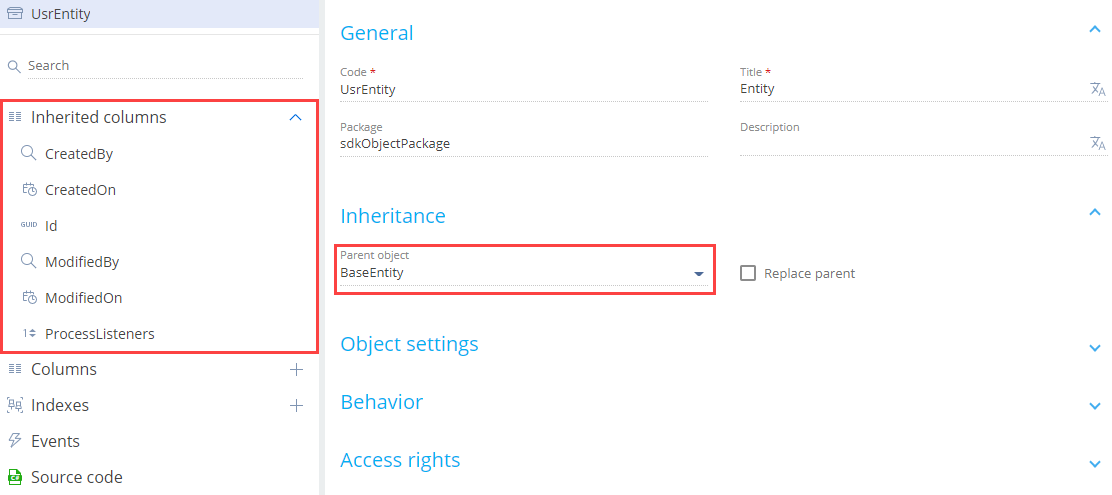 UsrEntity
Search
Inherited columns
CreatedBy
CreatedOn
GUID Id
ModifiedBy
ModifiedOn
1 ProcessListeners
Columns
Indexes
Events
C# Source code
General
Code * Title *
UsrEntity Entity
Package Description
sdkObjectPackage
Inheritance
Parent object
BaseEntity Replace parent
Object settings
Behavior
Access rights